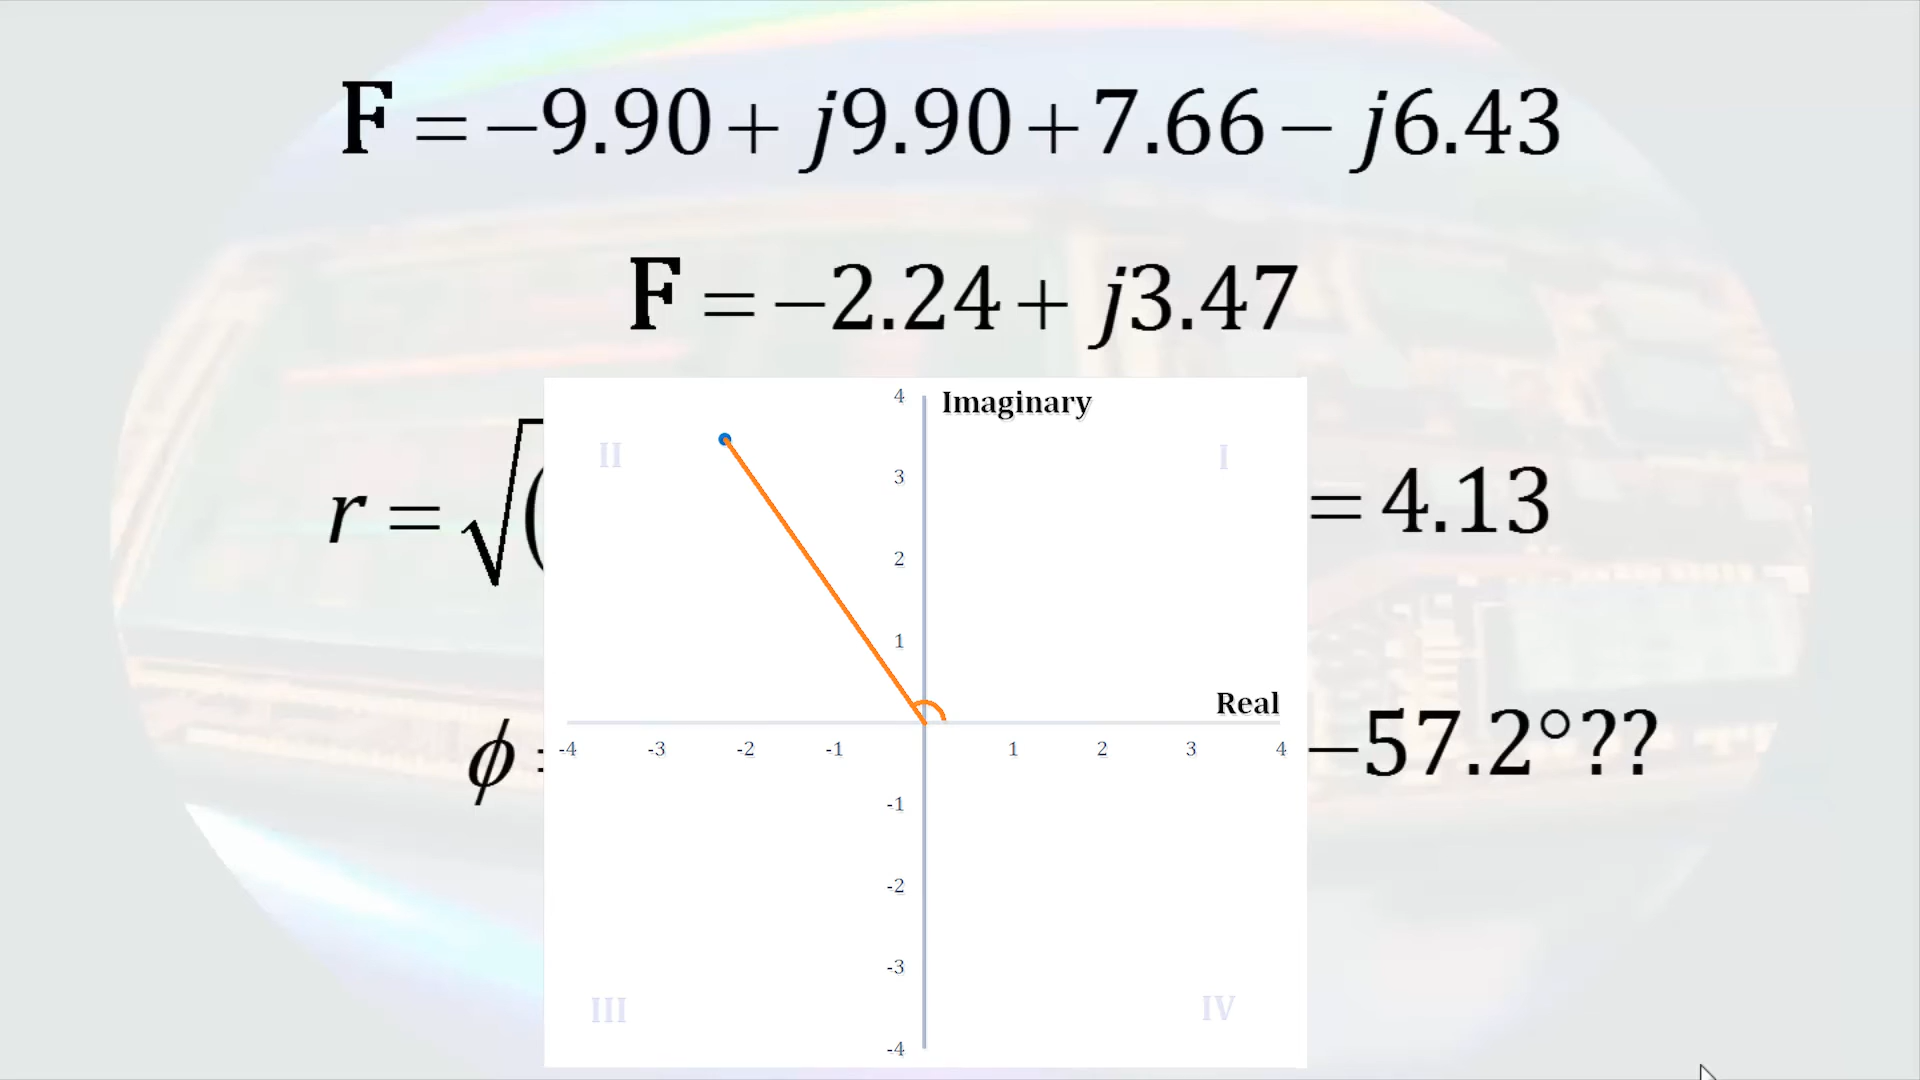 F = −9.90 + j9.90 + 7.66 − j6.43
F = −2.24 + j3.47
r = √( = 4.13
ϕ = −57.2°??
4 Imaginary
II I
3
2
1
Real
-4 -3 -2 -1 1 2 3 4
-1
-2
-3
III IV
-4